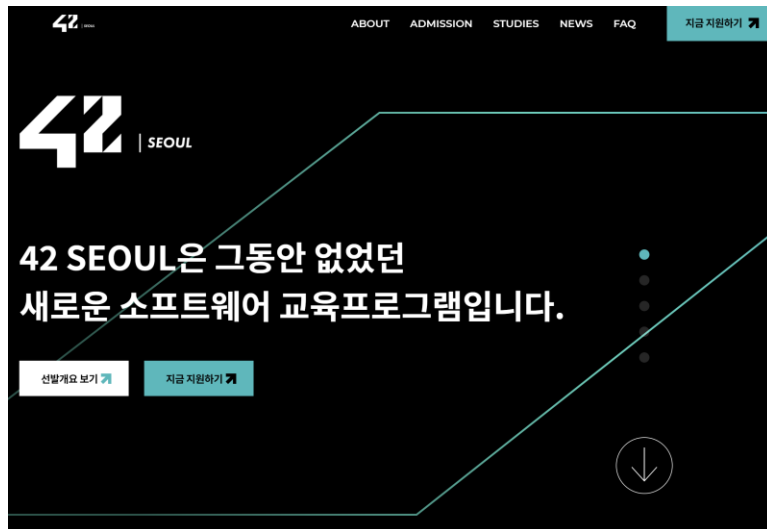 42
ABOUT ADMISSION STUDIES NEWS FAQ 지금 지원하기
42 | SEOUL
42 SEOUL은 그동안 없었던
새로운 소프트웨어 교육프로그램입니다.
선발개요 보기 지금 지원하기